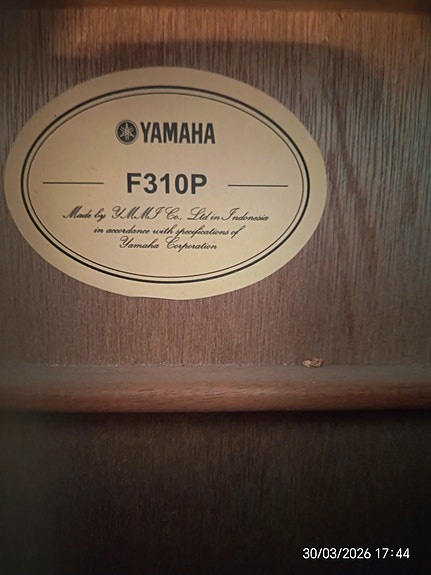 YAMAHA
F310P
Made by YMMI Co., Ltd in Indonesia
in accordance with specifications of
Yamaha Corporation
30/03/2026 17:44